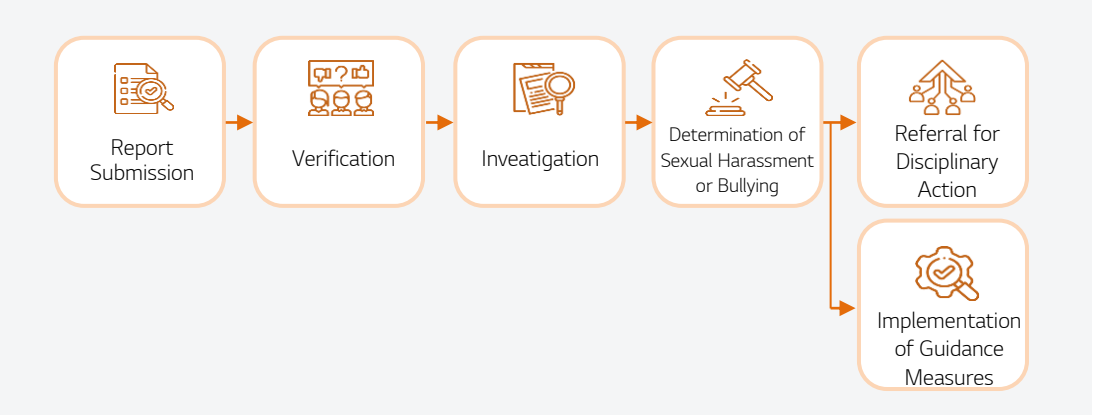 Report
Submission
Verification
Inveatigation
Determination of
Sexual Harassment
or Bullying
Referral for
Disciplinary
Action
Implementation
of Guidance
Measures